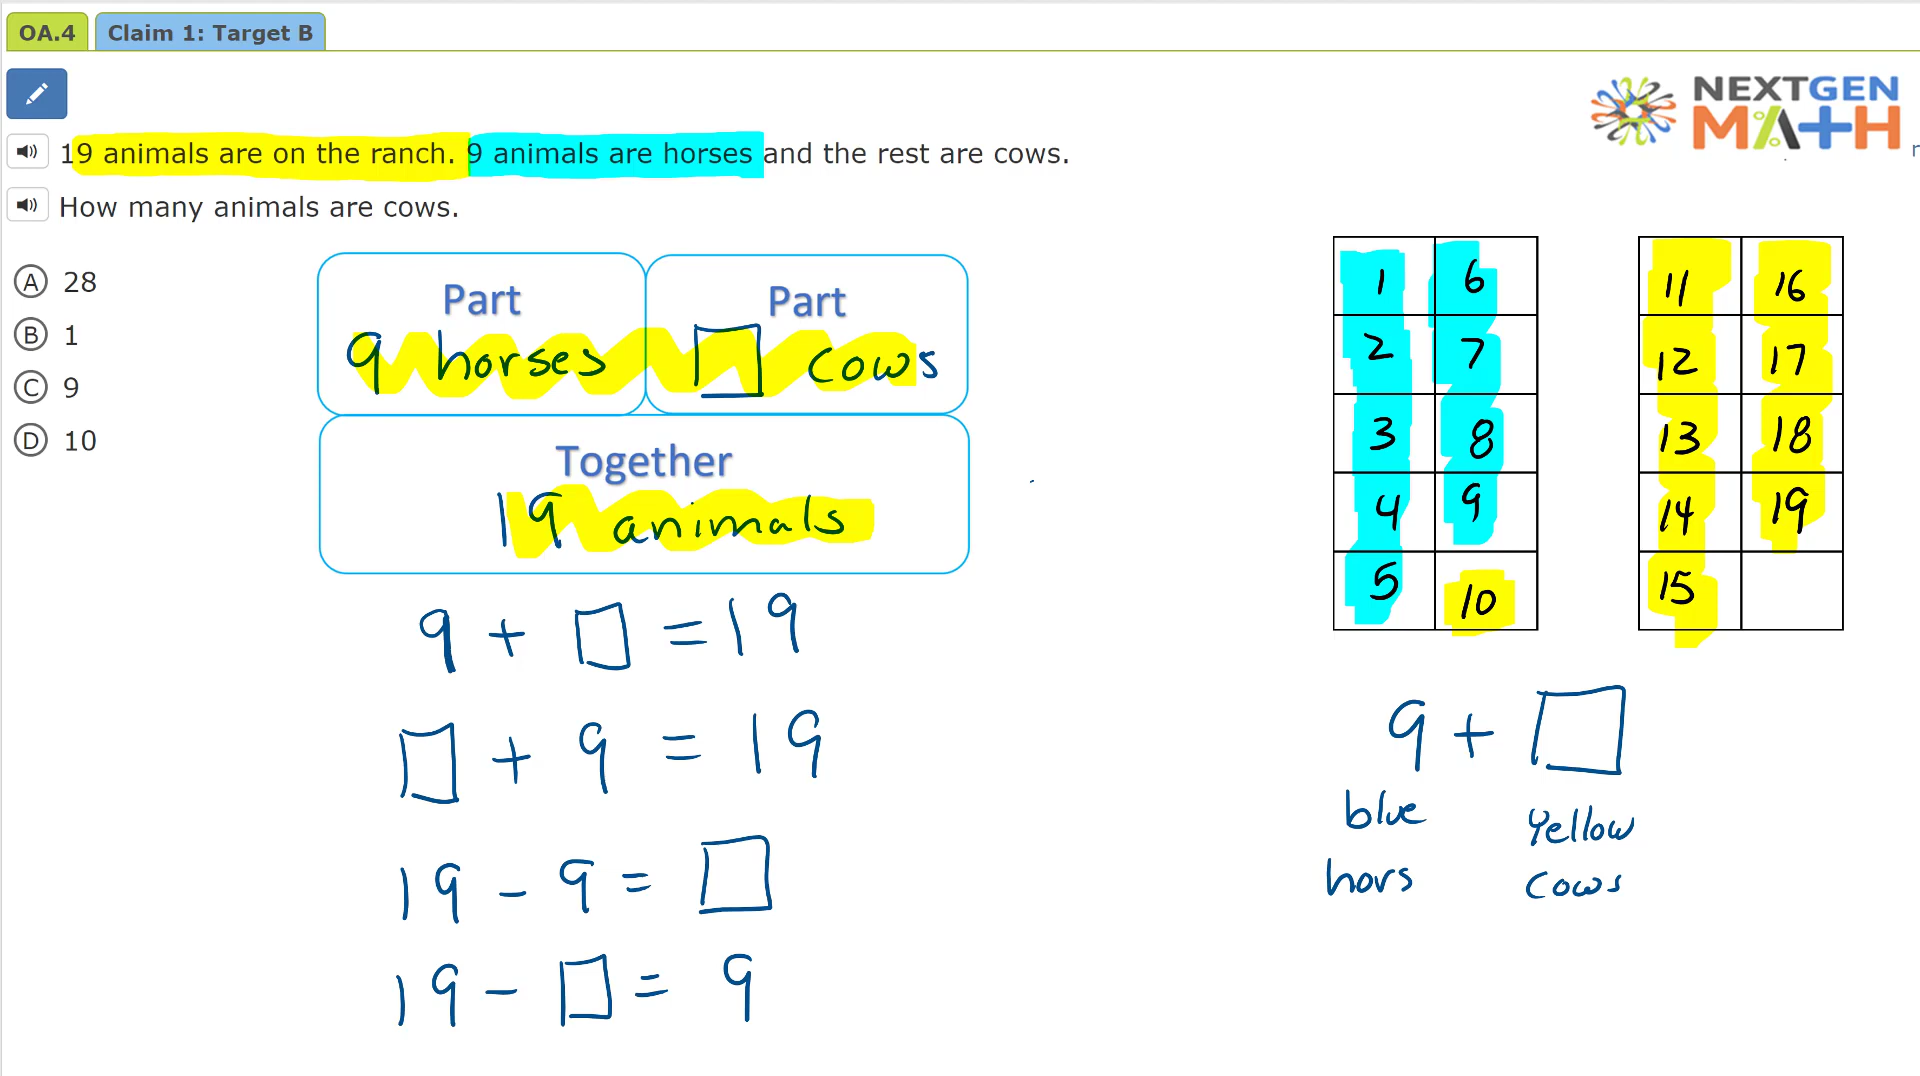 OA.4 Claim 1: Target B
NEXTGEN
MATH
19 animals are on the ranch. 9 animals are horses and the rest are cows.
How many animals are cows.
A 28
B 1
C 9
D 10
Part Part
9 horses □ cows
Together
19 animals
9 + □ = 19
□ + 9 = 19
19 - 9 = □
19 - □ = 9
1 6
2 7
3 8
4 9
5 10
11 16
12 17
13 18
14 19
15
9 + □
blue Yellow
hors cows